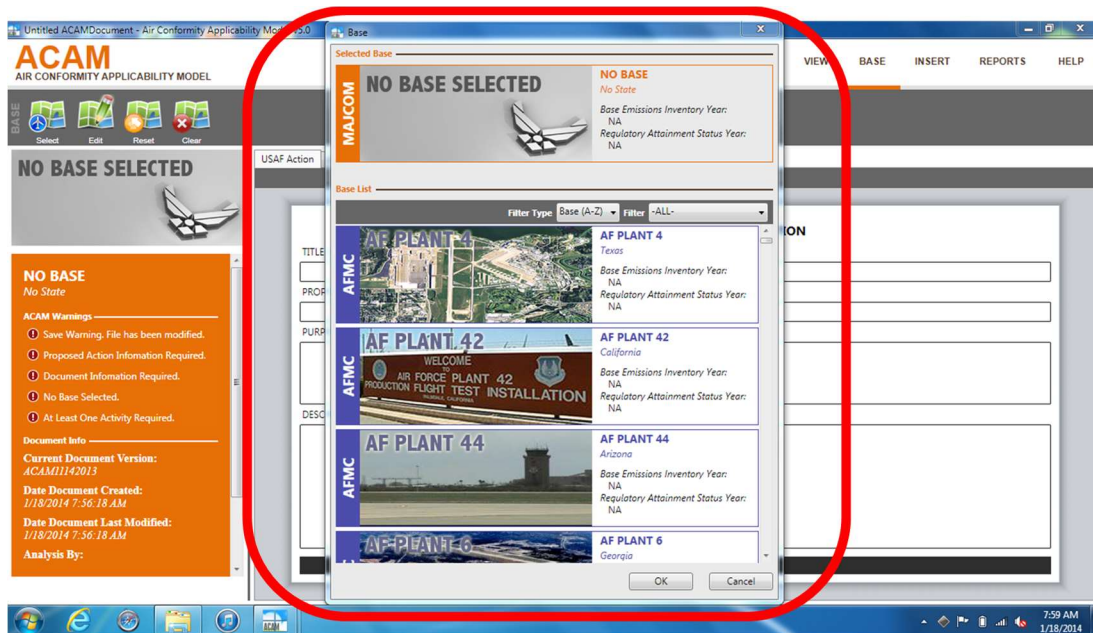 Untitled ACAMDocument - Air Conformity Applicability Mod v5.0
Base
X
ACAM
AIR CONFORMITY APPLICABILITY MODEL
VIEW BASE INSERT REPORTS HELP
BASE
Select Edit Reset Clear
NO BASE SELECTED
NO BASE
No State
ACAM Warnings
Save Warning. File has been modified.
Proposed Action Infomation Required.
Document Infomation Required.
No Base Selected.
At Least One Activity Required.
Document Info
Current Document Version:
ACAM11142013
Date Document Created:
1/18/2014 7:56:18 AM
Date Document Last Modified:
1/18/2014 7:56:18 AM
Analysis By:
USAF Action
TITLE
PROP
PURP
DESC
ION
Selected Base
MAJCOM
NO BASE SELECTED
NO BASE
No State
Base Emissions Inventory Year:
NA
Regulatory Attainment Status Year:
NA
Base List
Filter Type Base (A-Z) Filter -ALL-
AFMC
AF PLANT 4
AF PLANT 4
Texas
Base Emissions Inventory Year:
NA
Regulatory Attainment Status Year:
NA
AFMC
AF PLANT 42
WELCOME
TO
AIR FORCE PLANT 42
PRODUCTION FLIGHT TEST INSTALLATION
PALMDALE, CALIFORNIA
AF PLANT 42
California
Base Emissions Inventory Year:
NA
Regulatory Attainment Status Year:
NA
AFMC
AF PLANT 44
AF PLANT 44
Arizona
Base Emissions Inventory Year:
NA
Regulatory Attainment Status Year:
NA
AF PLANT 6
AF PLANT 6
Georgia
OK Cancel
ACAM
7:59 AM
1/18/2014